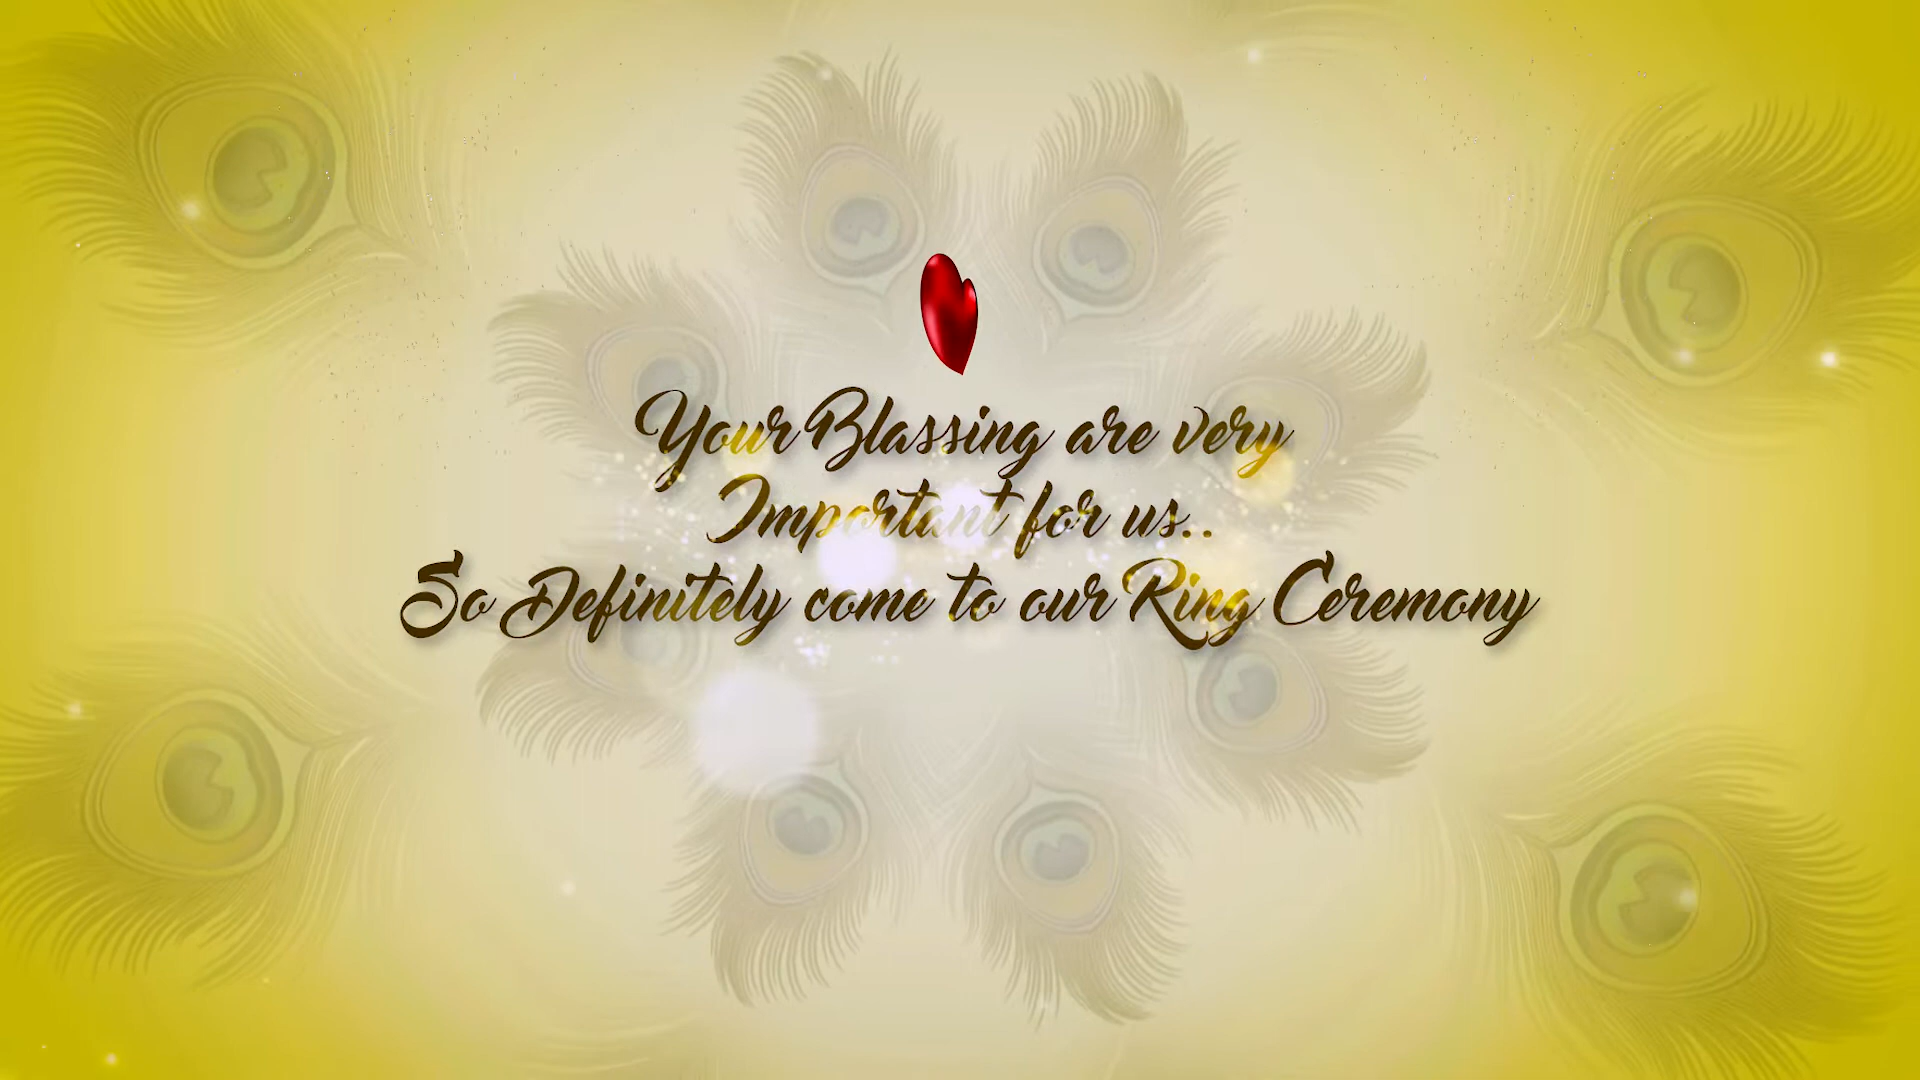 Your Blassing are very
Important for us..
So Definitely come to our Ring Ceremony